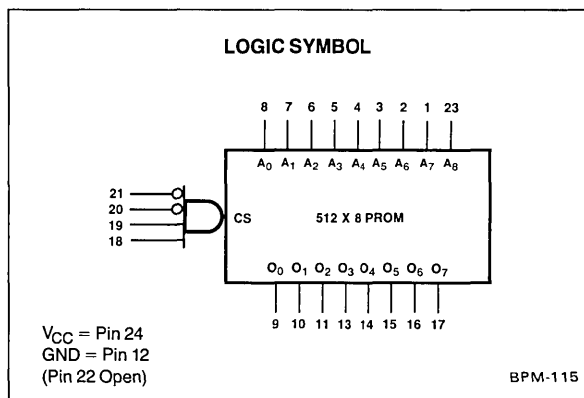 LOGIC SYMBOL
8 7 6 5 4 3 2 1 23
A0 A1 A2 A3 A4 A5 A6 A7 A8
21
20
19
18
CS 512 X 8 PROM
O0 O1 O2 O3 O4 O5 O6 O7
9 10 11 13 14 15 16 17
VCC = Pin 24
GND = Pin 12
(Pin 22 Open)
BPM-115